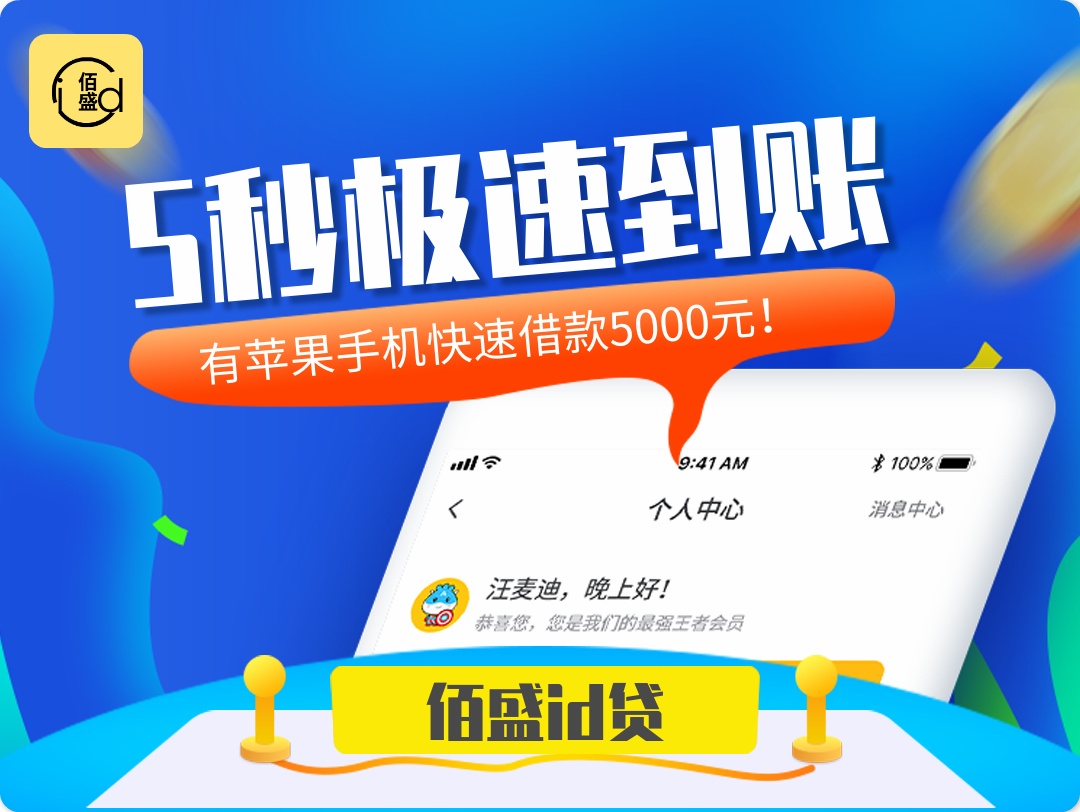 佰盛
id
5秒极速到账
有苹果手机快速借款5000元！
9:41 AM
100%
个人中心
消息中心
汪麦迪，晚上好！
恭喜您，您是我们的最强王者会员
佰盛id贷